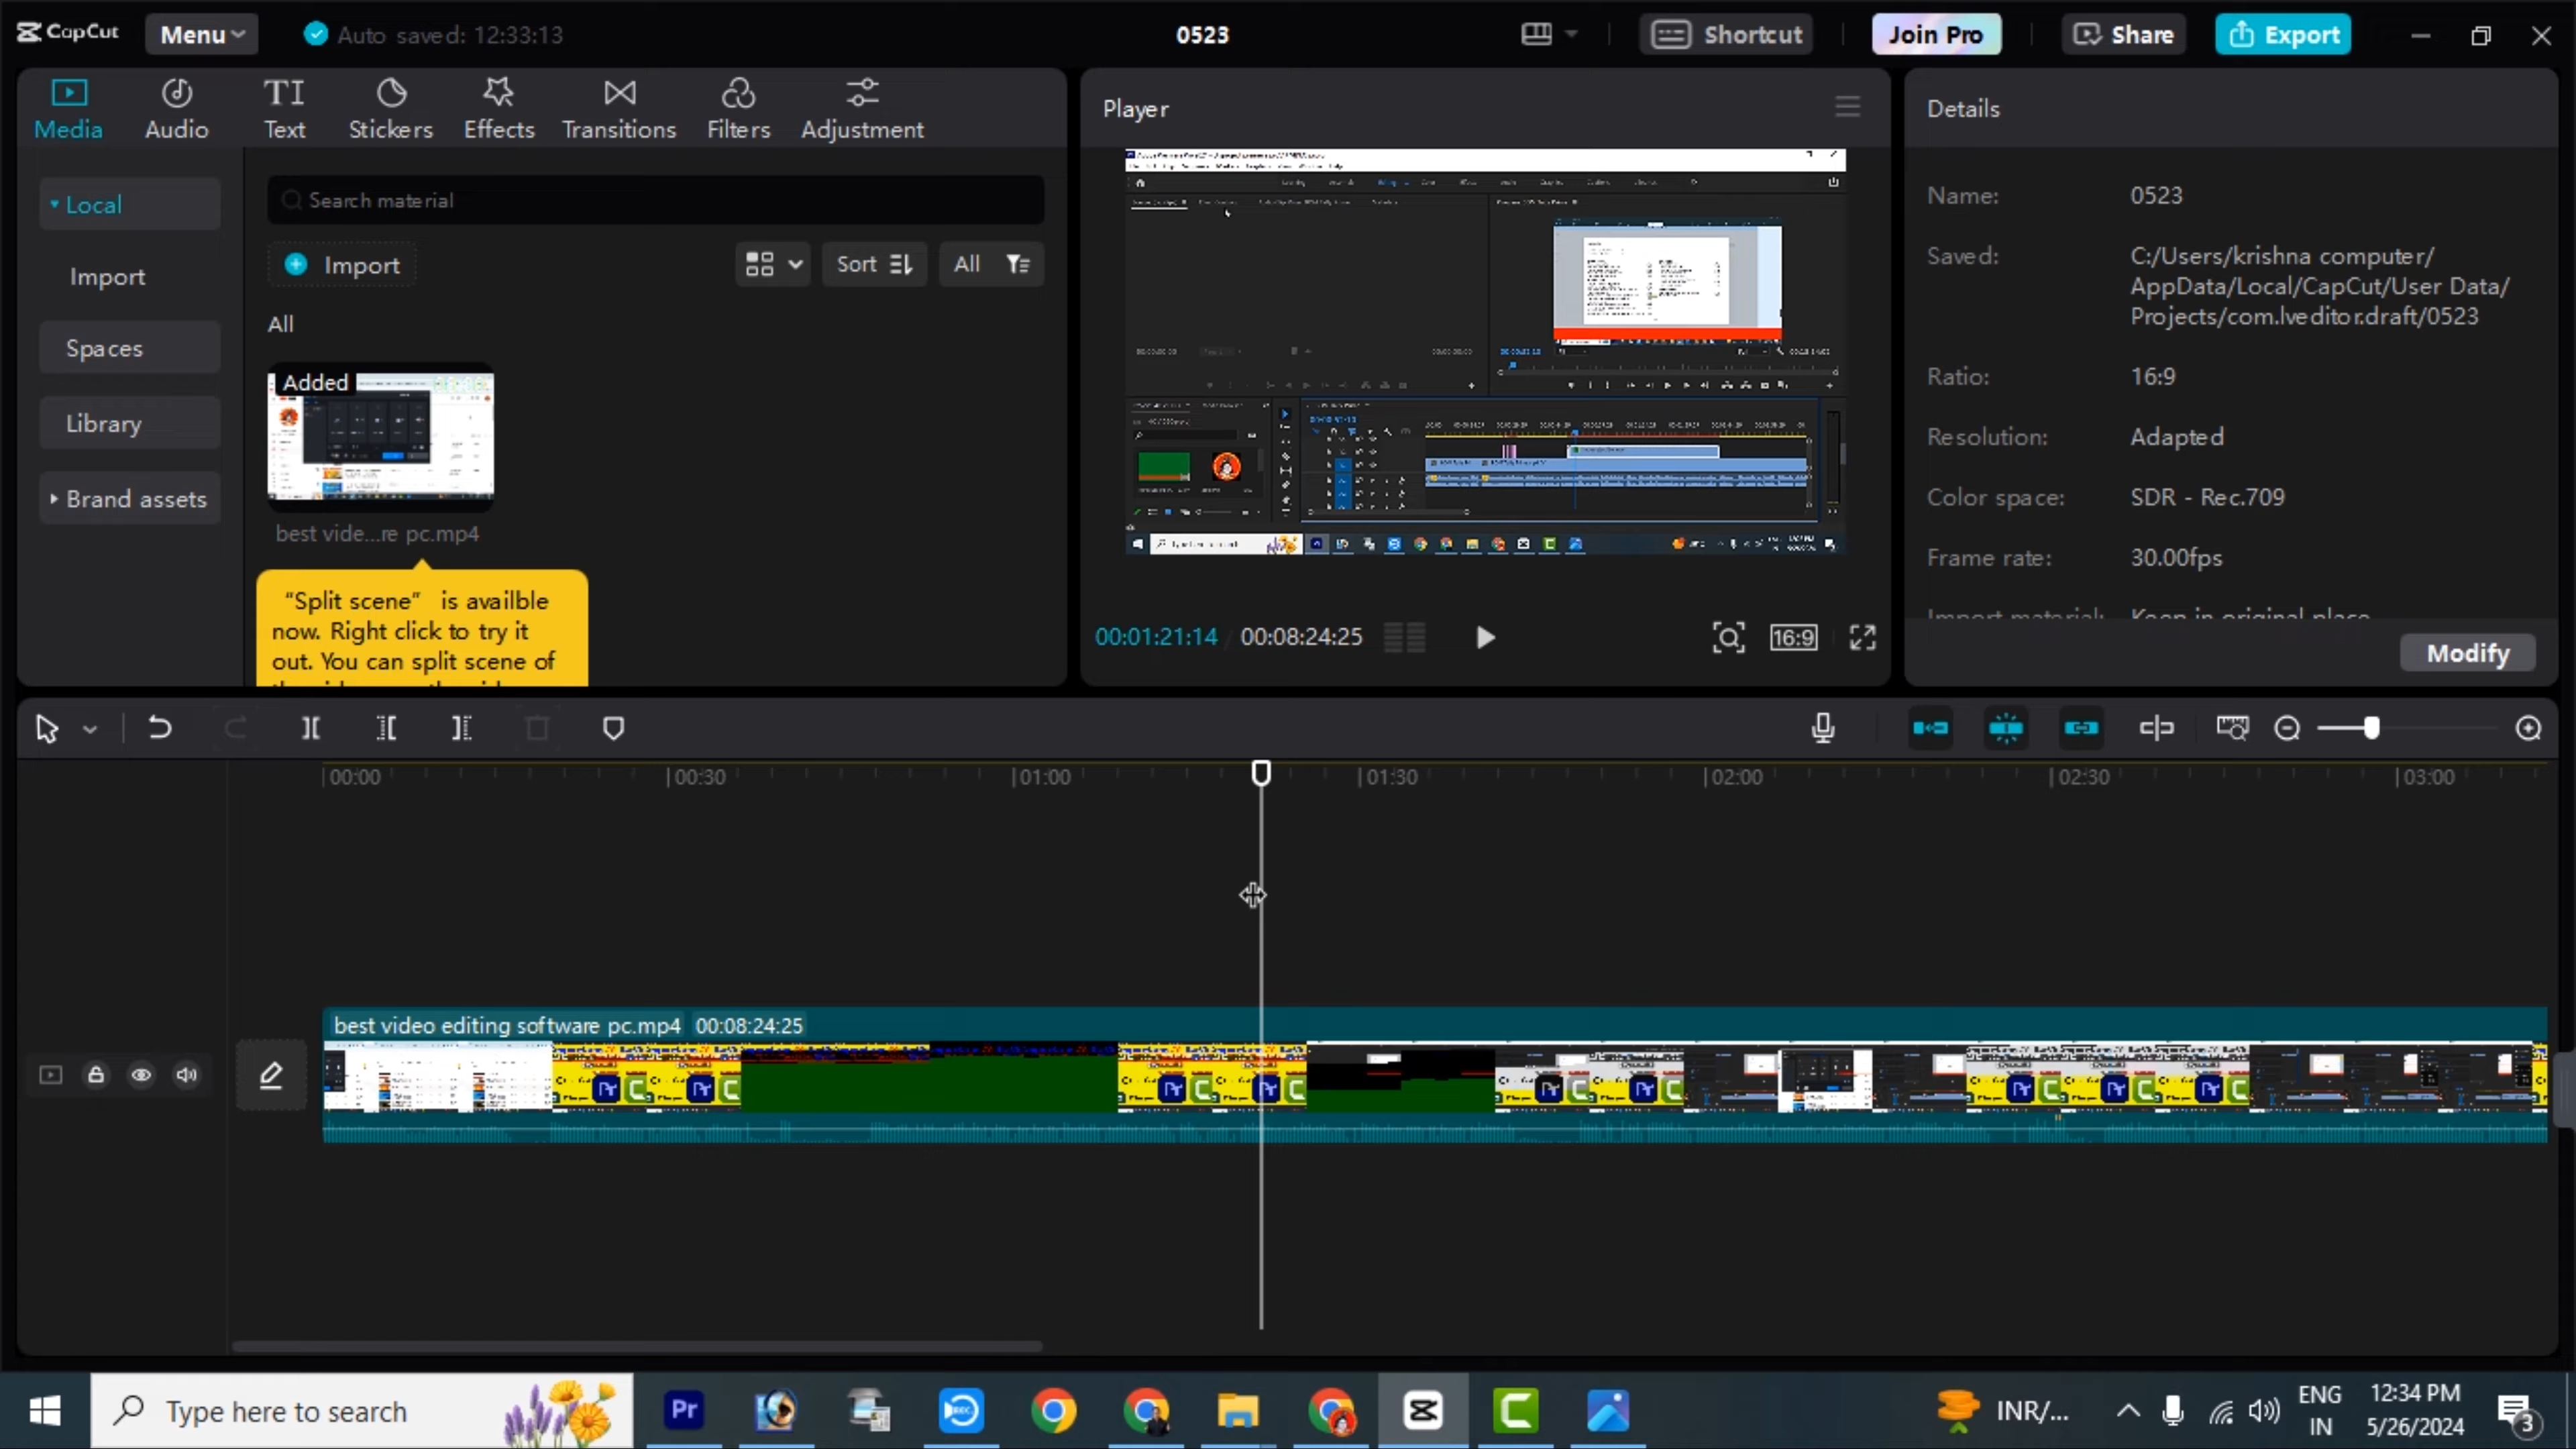 CapCut
Menu
Auto saved: 12:33:13
0523
Shortcut
Join Pro
Share
Export
Media
Audio
TI
Text
Stickers
Effects
Transitions
Filters
Adjustment
Player
Details
Local
Import
Spaces
Library
Brand assets
Search material
Import
Sort
All
All
Added
best vide...re pc.mp4
“Split scene” is availble
now. Right click to try it
out. You can split scene of
00:01:21:14 / 00:08:24:25
16:9
Name: 0523
Saved: C:/Users/krishna computer/
AppData/Local/CapCut/User Data/
Projects/com.lveditor.draft/0523
Ratio: 16:9
Resolution: Adapted
Color space: SDR - Rec.709
Frame rate: 30.00fps
Import material: Keep in original place
Modify
00:00
00:30
01:00
01:30
02:00
02:30
03:00
best video editing software pc.mp4 00:08:24:25
Type here to search
Pr
REC
INR/...
ENG
IN
12:34 PM
5/26/2024
3